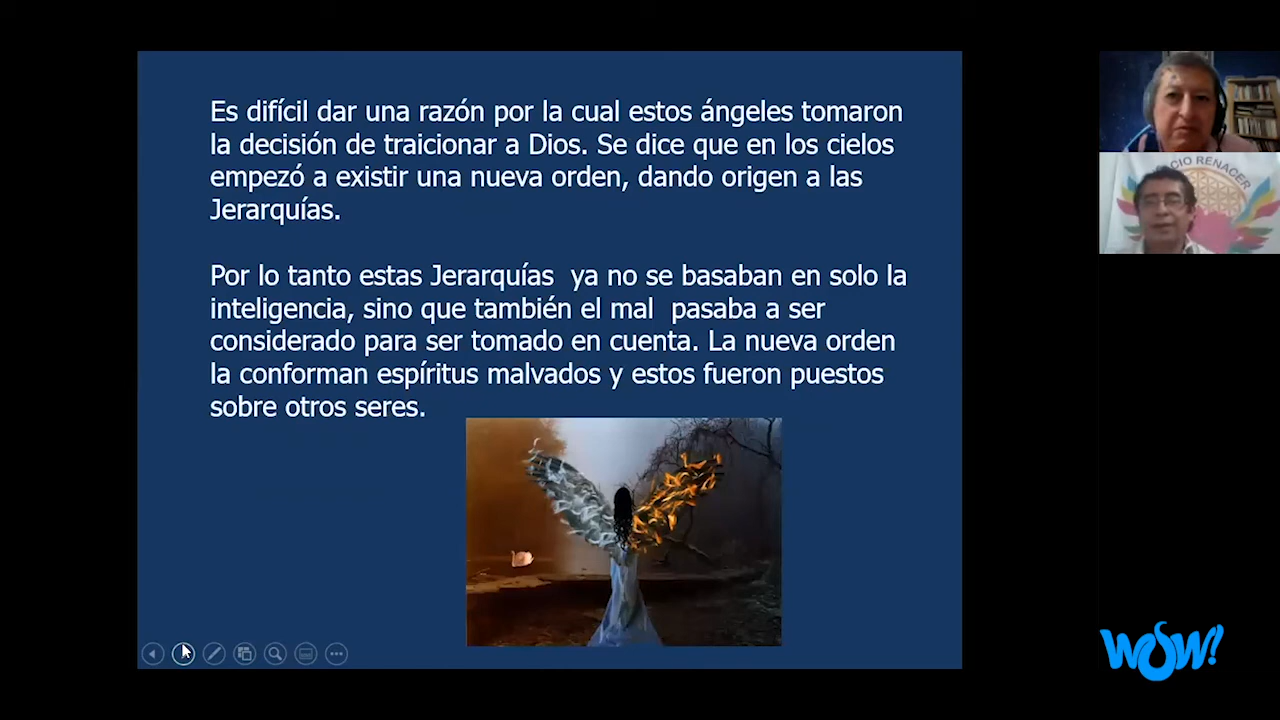 Es difícil dar una razón por la cual estos ángeles tomaron
la decisión de traicionar a Dios. Se dice que en los cielos
empezó a existir una nueva orden, dando origen a las
Jerarquías.
Por lo tanto estas Jerarquías ya no se basaban en solo la
inteligencia, sino que también el mal pasaba a ser
considerado para ser tomado en cuenta. La nueva orden
la conforman espíritus malvados y estos fueron puestos
sobre otros seres.
CIO RENACER
WOW!